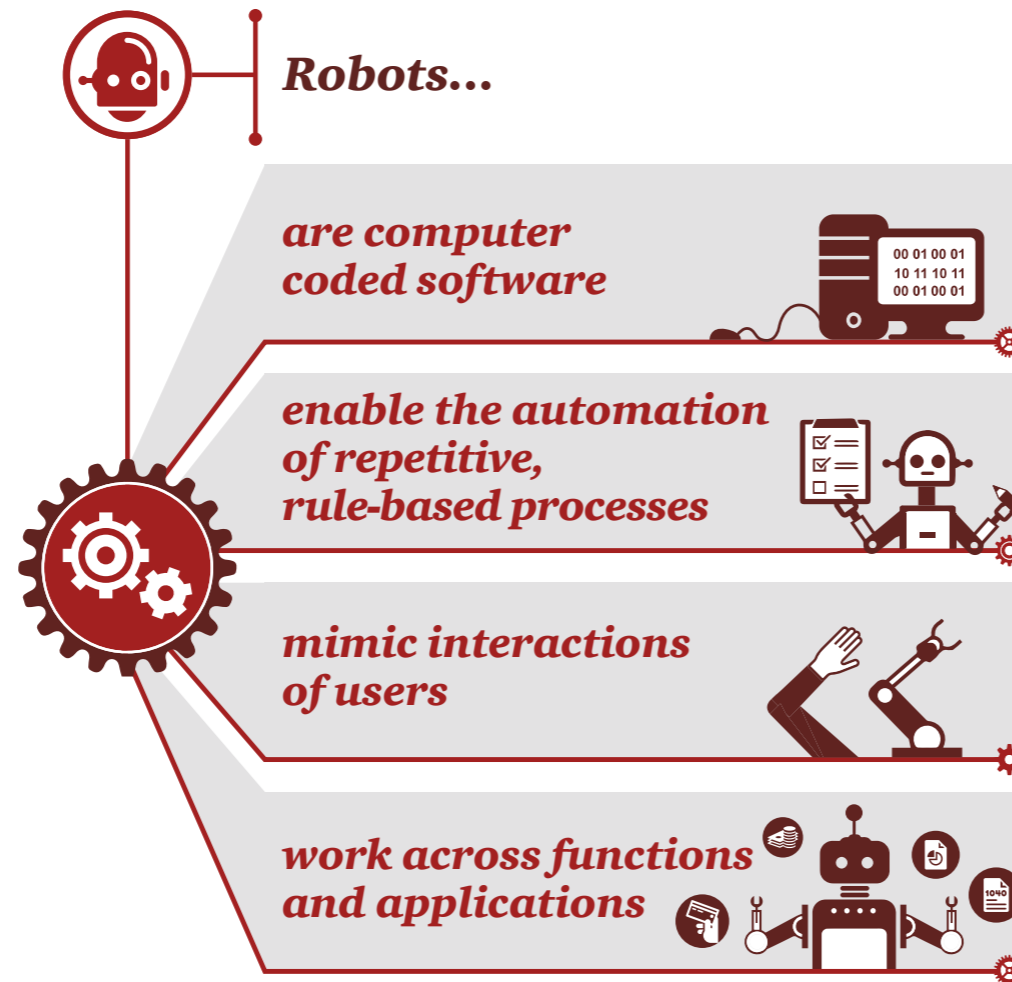 Robots...
are computer
coded software
00 01 00 01
10 11 10 11
00 01 00 01
enable the automation
of repetitive,
rule-based processes
mimic interactions
of users
work across functions
and applications
1040